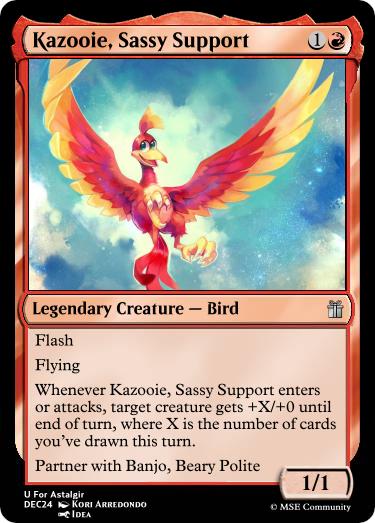 Kazooie, Sassy Support 1
Legendary Creature — Bird
Flash
Flying
Whenever Kazooie, Sassy Support enters
or attacks, target creature gets +X/+0 until
end of turn, where X is the number of cards
you've drawn this turn.
Partner with Banjo, Beary Polite
1/1
U For Astalgir
DEC24 Kori Arredondo
Idea
© MSE Community